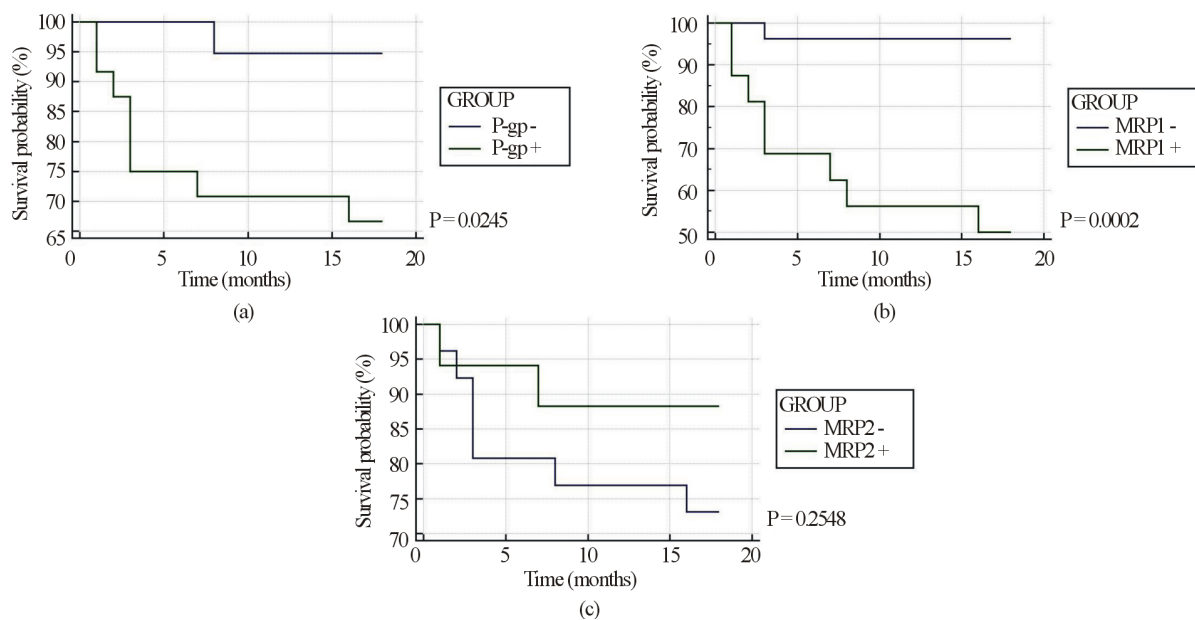 100
95
90
85
80
75
70
65
0 5 10 15 20
Survival probability (%)
Time (months)
GROUP
P-gp -
P-gp +
P = 0.0245
(a)
100
90
80
70
60
50
0 5 10 15 20
Survival probability (%)
Time (months)
GROUP
MRP1 -
MRP1 +
P = 0.0002
(b)
100
95
90
85
80
75
70
0 5 10 15 20
Survival probability (%)
Time (months)
GROUP
MRP2 -
MRP2 +
P = 0.2548
(c)